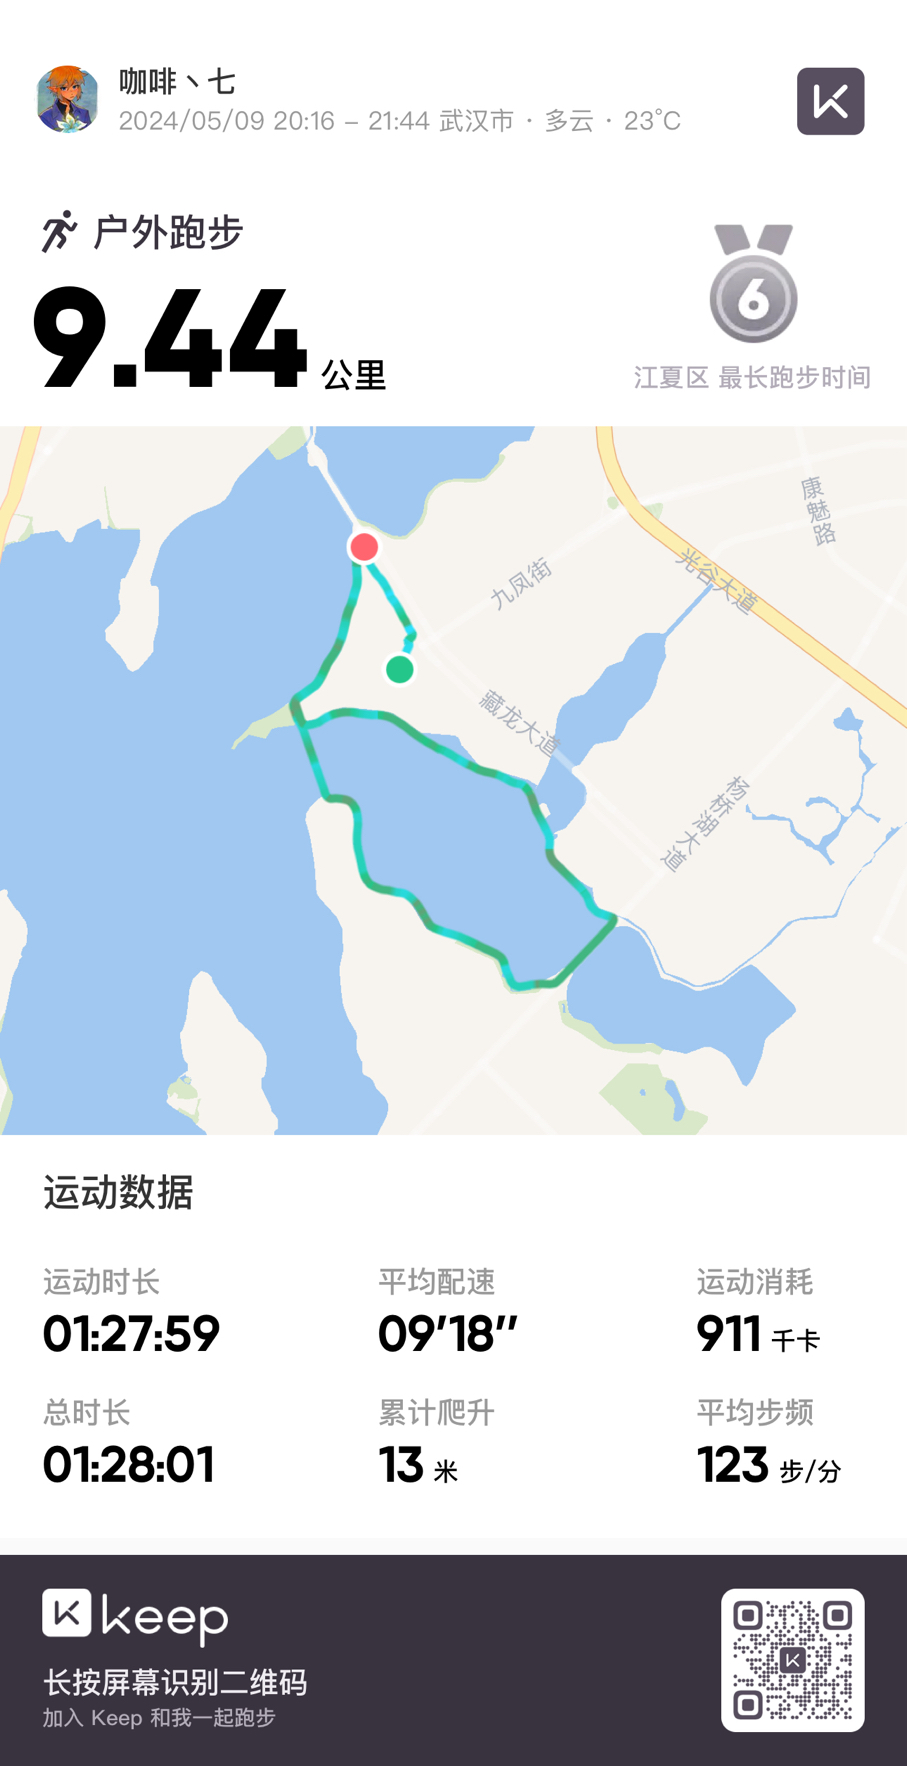 咖啡丶七
2024/05/09 20:16 – 21:44 武汉市 · 多云 · 23°C
户外跑步
9.44 公里
6
江夏区 最长跑步时间
康魅路
光谷大道
九凤街
藏龙大道
杨桥湖大道
运动数据
运动时长 平均配速 运动消耗
01:27:59 09'18" 911 千卡
总时长 累计爬升 平均步频
01:28:01 13 米 123 步/分
keep
长按屏幕识别二维码
加入 Keep 和我一起跑步